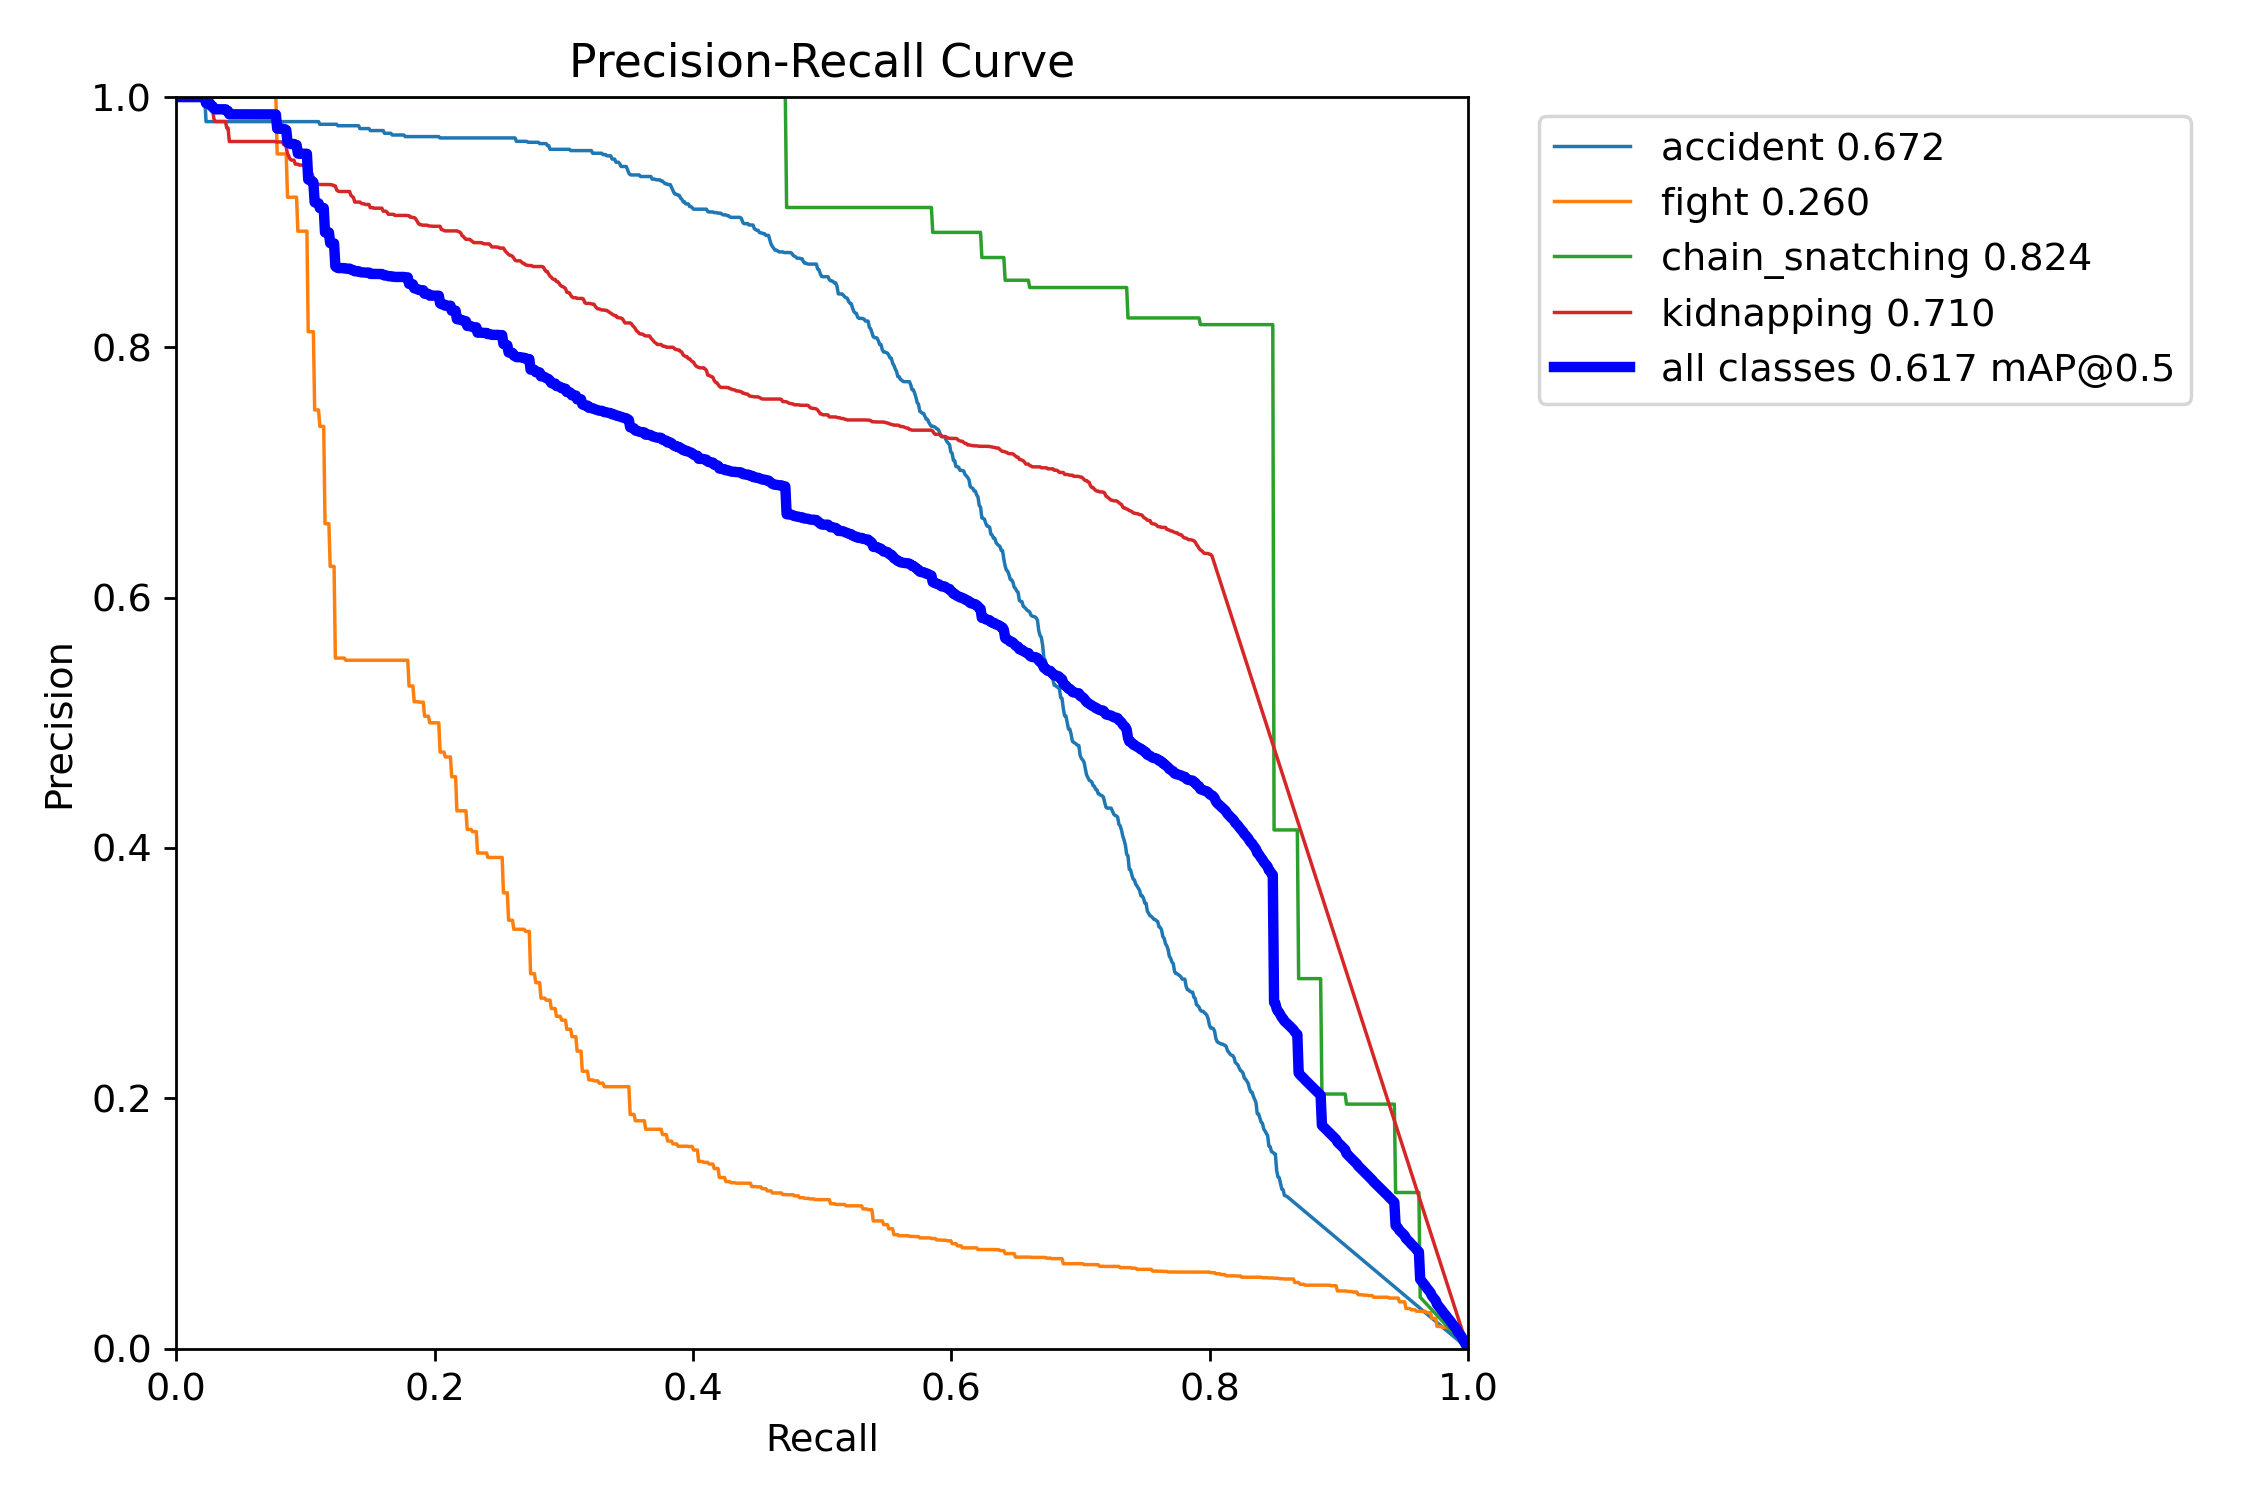 Precision-Recall Curve
1.0
0.8
0.6
0.4
0.2
0.0
Precision
0.0 0.2 0.4 0.6 0.8 1.0
Recall
accident 0.672
fight 0.260
chain_snatching 0.824
kidnapping 0.710
all classes 0.617 mAP@0.5